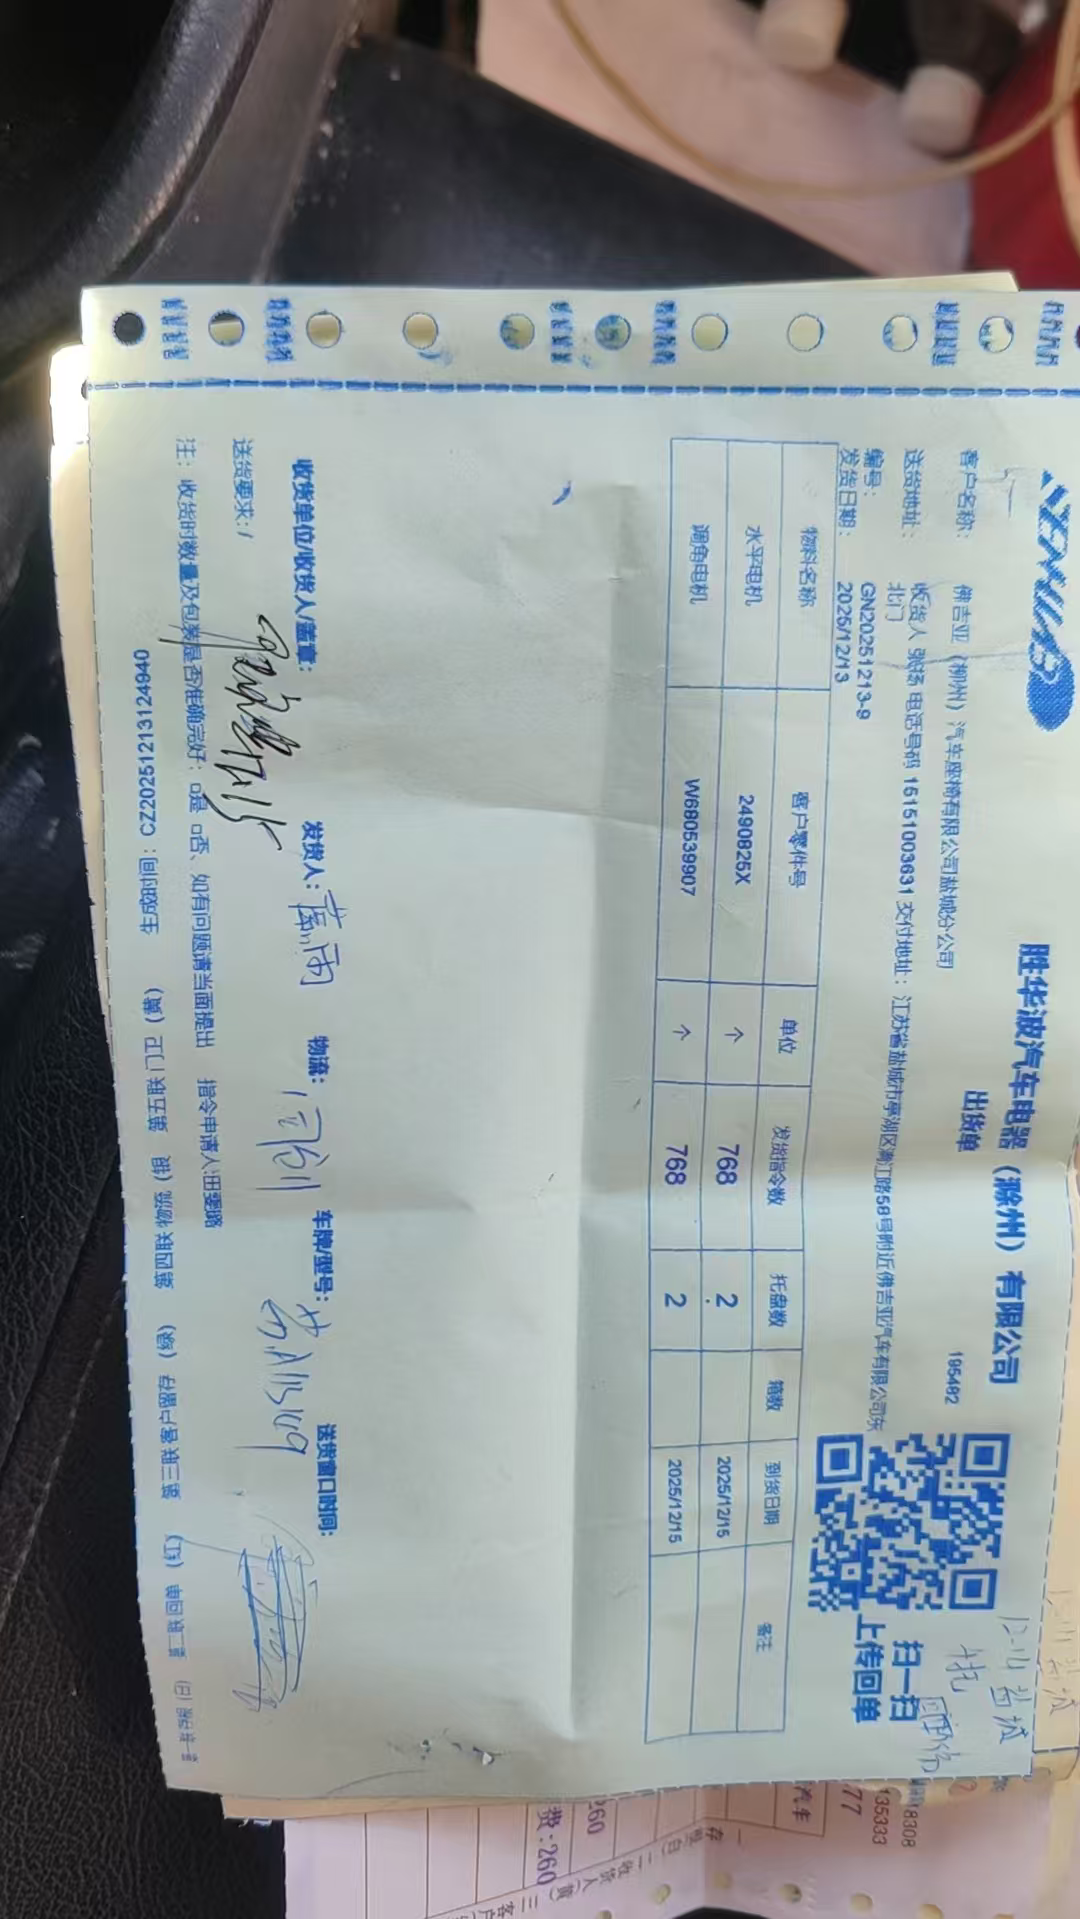 胜华波汽车电器（滁州）有限公司
出货单
195482
客户名称： 佛吉亚（柳州）汽车座椅有限公司盐城分公司
送货地址： 收货人 张扬 电话号码 15151003631 交付地址：江苏省盐城市亭湖区漓江路58号附近佛吉亚汽车有限公司东
北门
编号： GN20251213-9
发货日期： 2025/12/13
扫一扫
上传回单
物料名称 客户零件号 单位 发货指令数 托盘数 箱数 到货日期 备注
水平电机 2490825X 个 768 2 2025/12/15
调角电机 W680539907 个 768 2 2025/12/15
收货单位/收货人/盖章： 发货人： 物流： 车牌/型号： 送货窗口时间：
送货要求：/
注： 收货时数量及包装是否准确完好：□是 □否、如有问题请当面提出 指令申请人:田
生成时间：CZ20251213124940 第五联 门卫（黄） 第四联 物流（银 第三联 客户留存（绿） 第二联 回单（红）
8308
135333
77
汽车
260
费:260